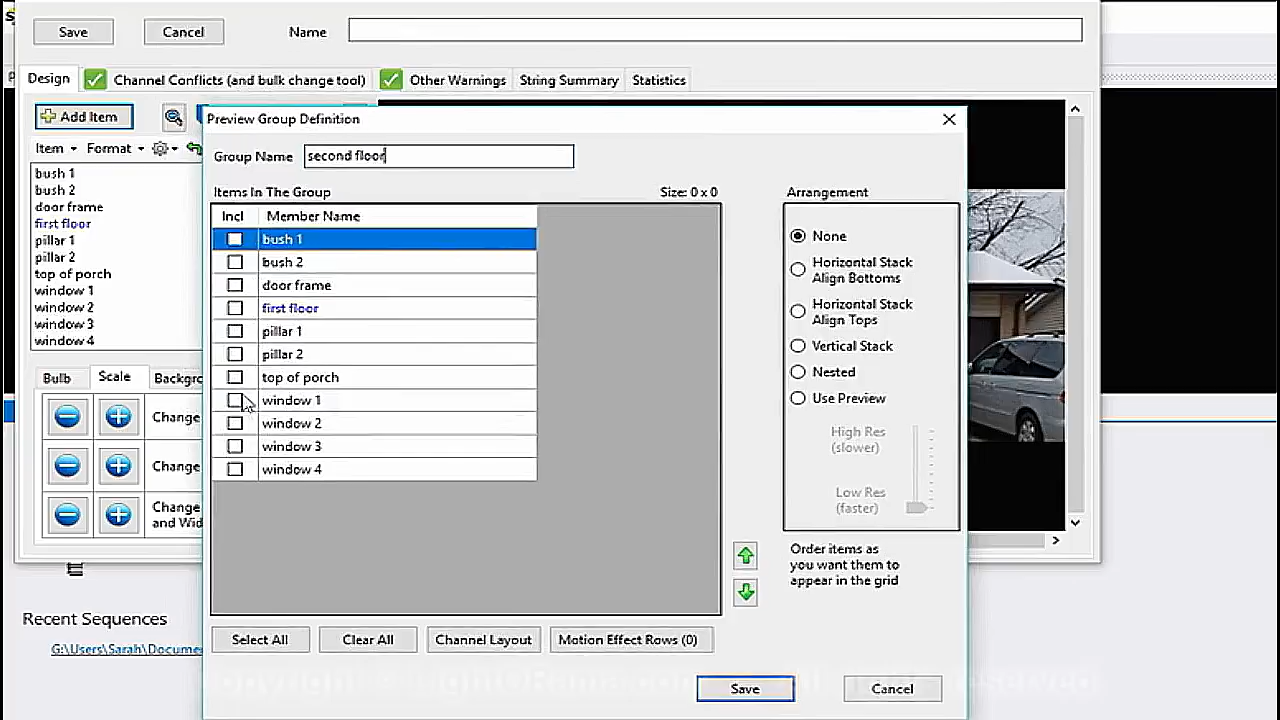 Save
Cancel
Name
Design
Channel Conflicts (and bulk change tool)
Other Warnings
String Summary
Statistics
Add Item
Item
Format
bush 1
bush 2
door frame
first floor
pillar 1
pillar 2
top of porch
window 1
window 2
window 3
window 4
Bulb
Scale
Backgr
Change
Change
Change
and Wid
Recent Sequences
G:\Users\Sarah\Docume
Preview Group Definition
Group Name
second floor
Items In The Group
Size: 0 x 0
Incl
Member Name
bush 1
bush 2
door frame
first floor
pillar 1
pillar 2
top of porch
window 1
window 2
window 3
window 4
Select All
Clear All
Channel Layout
Motion Effect Rows (0)
Arrangement
None
Horizontal Stack
Align Bottoms
Horizontal Stack
Align Tops
Vertical Stack
Nested
Use Preview
High Res
(slower)
Low Res
(faster)
Order items as
you want them to
appear in the grid
Save
Cancel